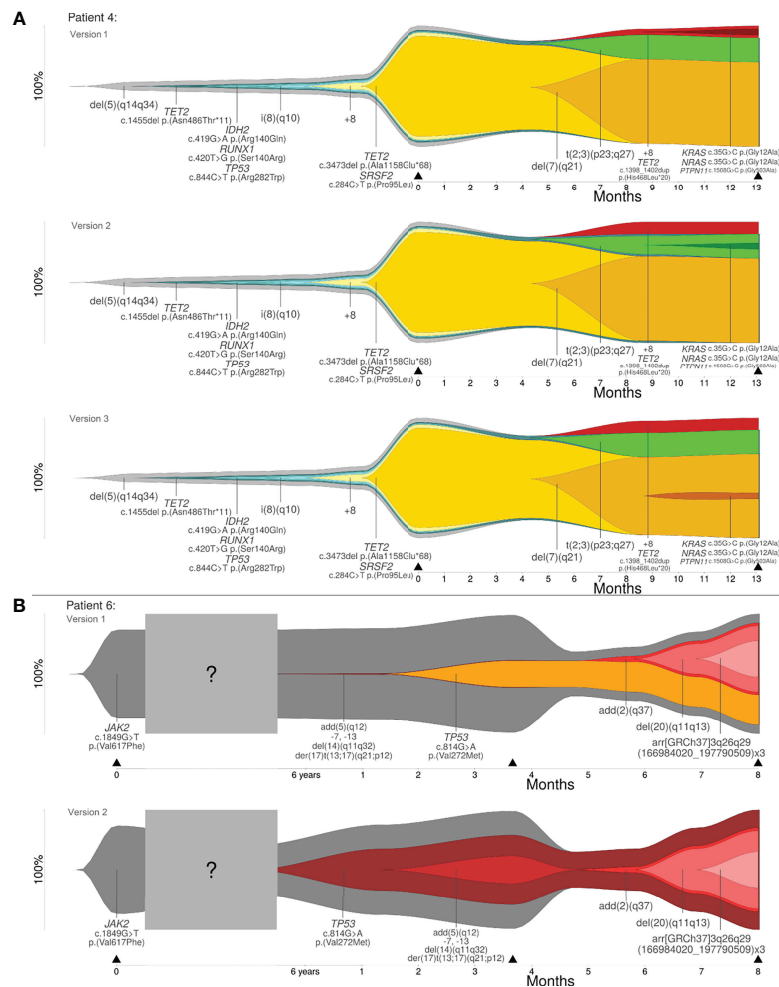 A
Patient 4:
Version 1
100%
del(5)(q14q34)
TET2
c.1455del p.(Asn486Thr*11)
IDH2
c.419G>A p.(Arg140Gln)
RUNX1
c.420T>G p.(Ser140Arg)
TP53
c.844C>T p.(Arg282Trp)
i(8)(q10)
+8
TET2
c.3473del p.(Ala1158Glu*68)
SRSF2
c.284C>T p.(Pro95Leu)
del(7)(q21)
t(2;3)(p23;q27)
+8
TET2
c.1398_1402dup
p.(His468Leu*20)
KRAS c.35G>C p.(Gly12Ala)
NRAS c.35G>C p.(Gly12Ala)
PTPN11 c.1508G>C p.(Gly503Ala)
0 1 2 3 4 5 6 7 8 9 10 11 12 13
Months
Version 2
100%
del(5)(q14q34)
TET2
c.1455del p.(Asn486Thr*11)
IDH2
c.419G>A p.(Arg140Gln)
RUNX1
c.420T>G p.(Ser140Arg)
TP53
c.844C>T p.(Arg282Trp)
i(8)(q10)
+8
TET2
c.3473del p.(Ala1158Glu*68)
SRSF2
c.284C>T p.(Pro95Leu)
del(7)(q21)
t(2;3)(p23;q27)
+8
TET2
c.1398_1402dup
p.(His468Leu*20)
KRAS c.35G>C p.(Gly12Ala)
NRAS c.35G>C p.(Gly12Ala)
PTPN11
0 1 2 3 4 5 6 7 8 9 10 11 12 13
Months
Version 3
100%
del(5)(q14q34)
TET2
c.1455del p.(Asn486Thr*11)
IDH2
c.419G>A p.(Arg140Gln)
RUNX1
c.420T>G p.(Ser140Arg)
TP53
c.844C>T p.(Arg282Trp)
i(8)(q10)
+8
TET2
c.3473del p.(Ala1158Glu*68)
SRSF2
c.284C>T p.(Pro95Leu)
del(7)(q21)
t(2;3)(p23;q27)
+8
TET2
c.1398_1402dup
p.(His468Leu*20)
KRAS c.35G>C p.(Gly12Ala)
NRAS c.35G>C p.(Gly12Ala)
PTPN11 c.1508G>C p.(Gly503Ala)
0 1 2 3 4 5 6 7 8 9 10 11 12 13
Months
B
Patient 6:
Version 1
100%
?
JAK2
c.1849G>T
p.(Val617Phe)
add(5)(q12)
-7, -13
del(14)(q11q32)
der(17)t(13;17)(q21;p12)
TP53
c.814G>A
p.(Val272Met)
add(2)(q37)
del(20)(q11q13)
arr[GRCh37]3q26q29
(166984020_197790509)x3
0 6 years 1 2 3 4 5 6 7 8
Months
Version 2
100%
?
JAK2
c.1849G>T
p.(Val617Phe)
TP53
c.814G>A
p.(Val272Met)
add(5)(q12)
-7, -13
del(14)(q11q32)
der(17)t(13;17)(q21;p12)
add(2)(q37)
del(20)(q11q13)
arr[GRCh37]3q26q29
(166984020_197790509)x3
0 6 years 1 2 3 4 5 6 7 8
Months